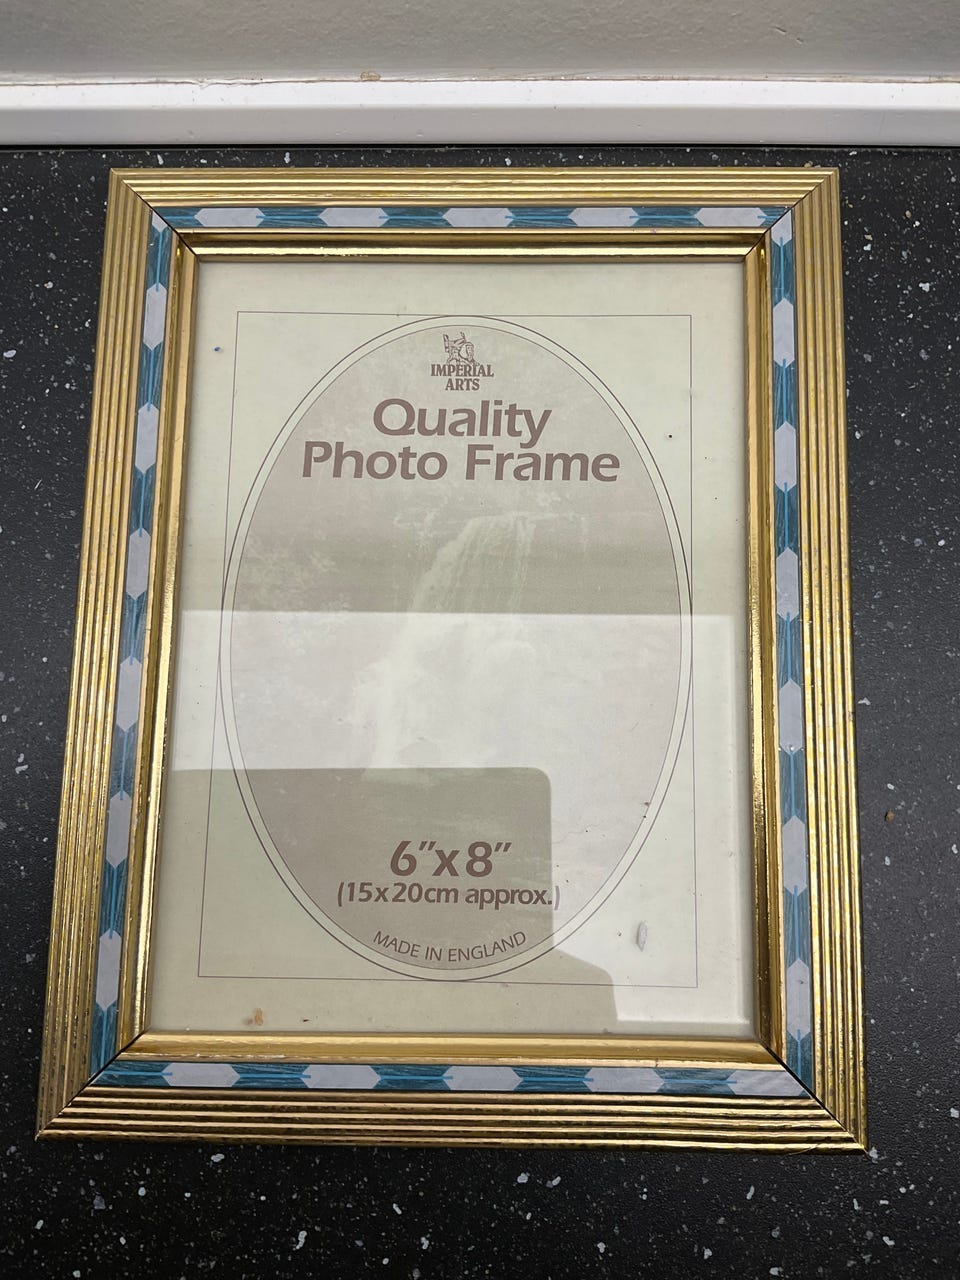 IMPERIAL
ARTS
Quality
Photo Frame
6"x8"
(15x20cm approx.)
MADE IN ENGLAND